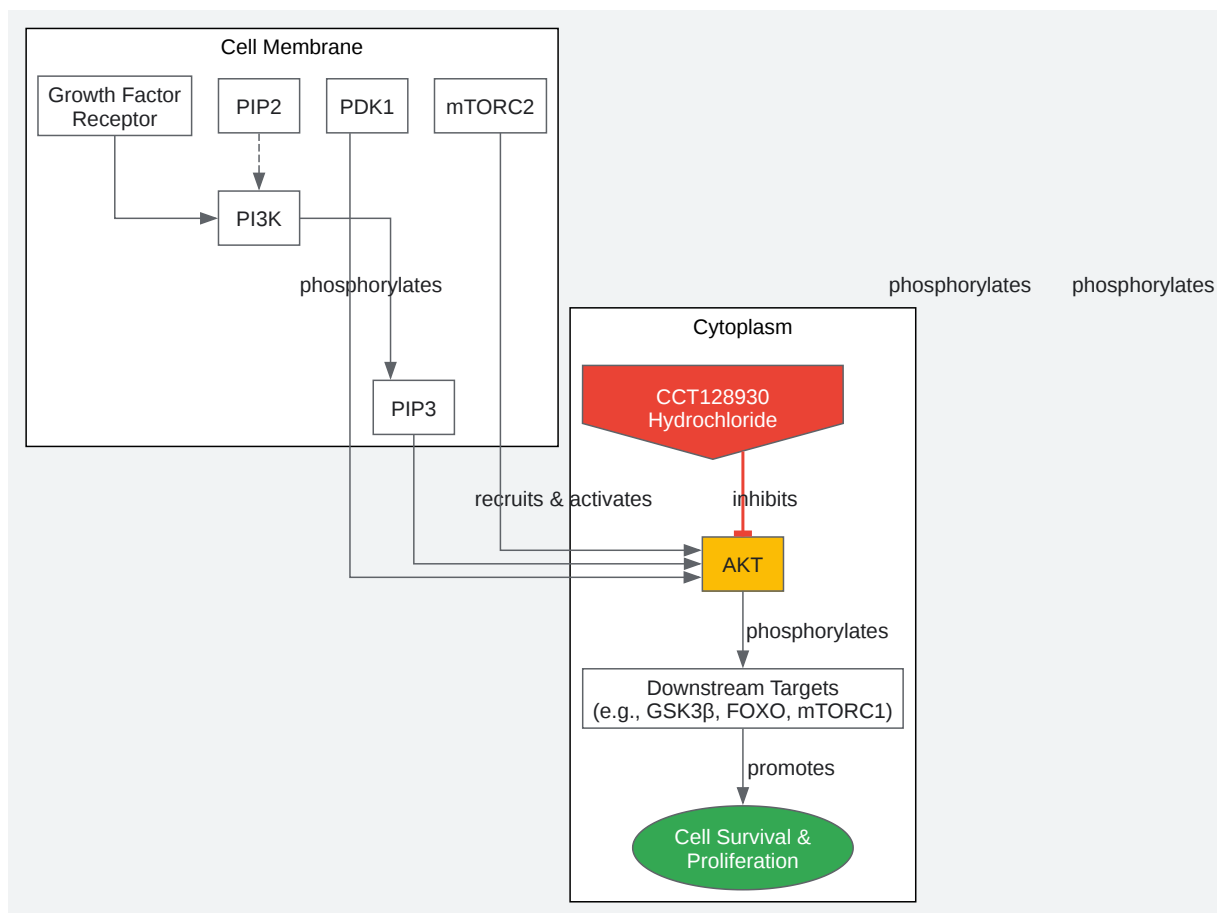 Cell Membrane
Growth Factor
Receptor
PIP2
PDK1
mTORC2
PI3K
phosphorylates
phosphorylates
phosphorylates
Cytoplasm
CCT128930
Hydrochloride
PIP3
recruits & activates
inhibits
AKT
phosphorylates
Downstream Targets
(e.g., GSK3β, FOXO, mTORC1)
promotes
Cell Survival &
Proliferation